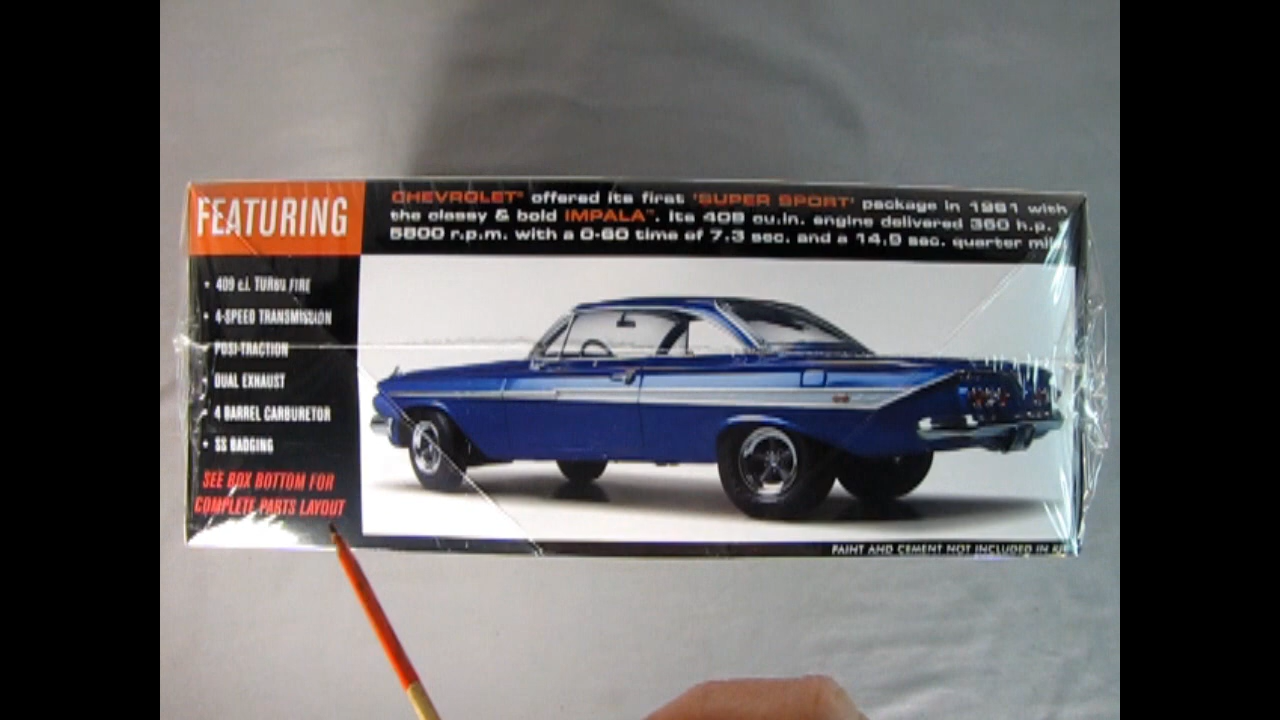 FEATURING
CHEVROLET® offered its first 'SUPER SPORT' package in 1961 with
the classy & bold IMPALA™. Its 409 cu.in. engine delivered 360 h.p.
5800 r.p.m. with a 0-60 time of 7.3 sec. and a 14.9 sec. quarter
• 409 c.i. TURBO FIRE
• 4-SPEED TRANSMISSION
• POSI-TRACTION
• DUAL EXHAUST
• 4 BARREL CARBURETOR
• SS BADGING
SEE BOX BOTTOM FOR
COMPLETE PARTS LAYOUT
PAINT AND CEMENT NOT INCLUDED IN